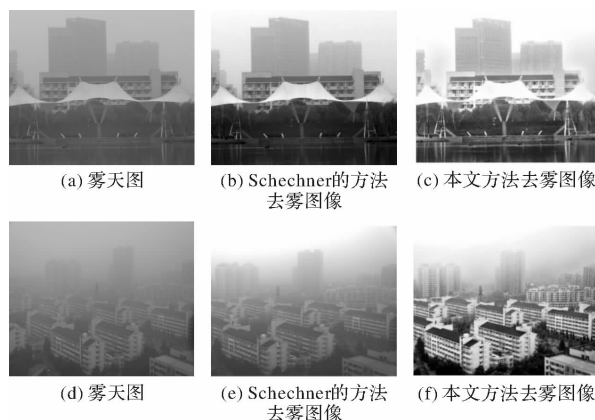 (a) 雾天图
(b) Schechner的方法
去雾图像
(c) 本文方法去雾图像
(d) 雾天图
(e) Schechner的方法
去雾图像
(f) 本文方法去雾图像